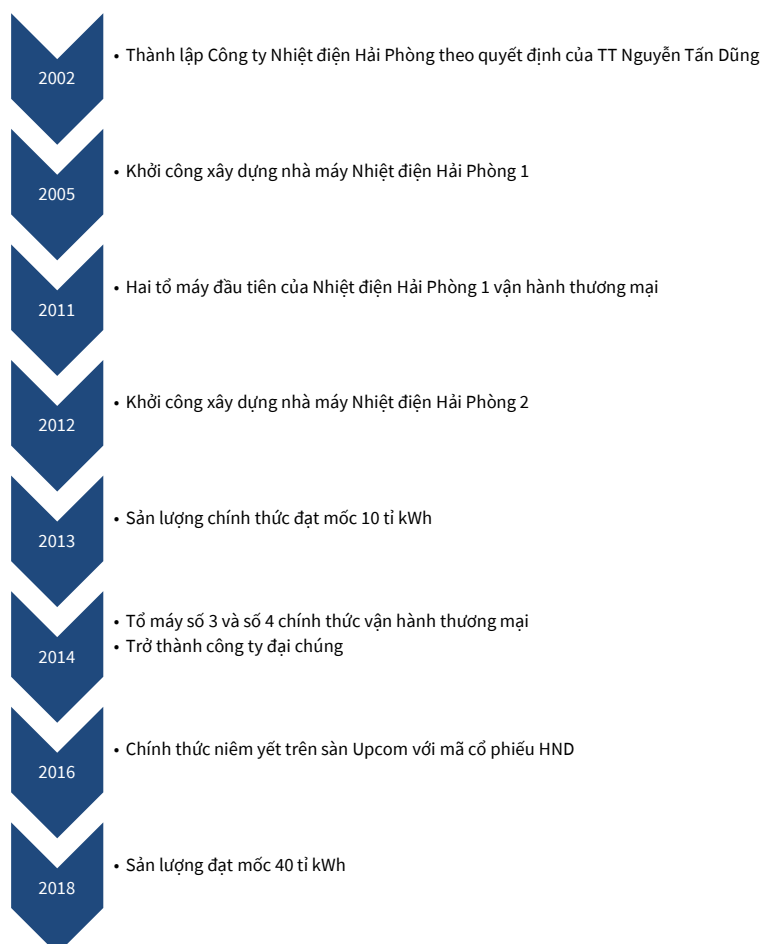 2002
• Thành lập Công ty Nhiệt điện Hải Phòng theo quyết định của TT Nguyễn Tấn Dũng
2005
• Khởi công xây dựng nhà máy Nhiệt điện Hải Phòng 1
2011
• Hai tổ máy đầu tiên của Nhiệt điện Hải Phòng 1 vận hành thương mại
2012
• Khởi công xây dựng nhà máy Nhiệt điện Hải Phòng 2
2013
• Sản lượng chính thức đạt mốc 10 tỉ kWh
2014
• Tổ máy số 3 và số 4 chính thức vận hành thương mại
• Trở thành công ty đại chúng
2016
• Chính thức niêm yết trên sàn Upcom với mã cổ phiếu HND
2018
• Sản lượng đạt mốc 40 tỉ kWh